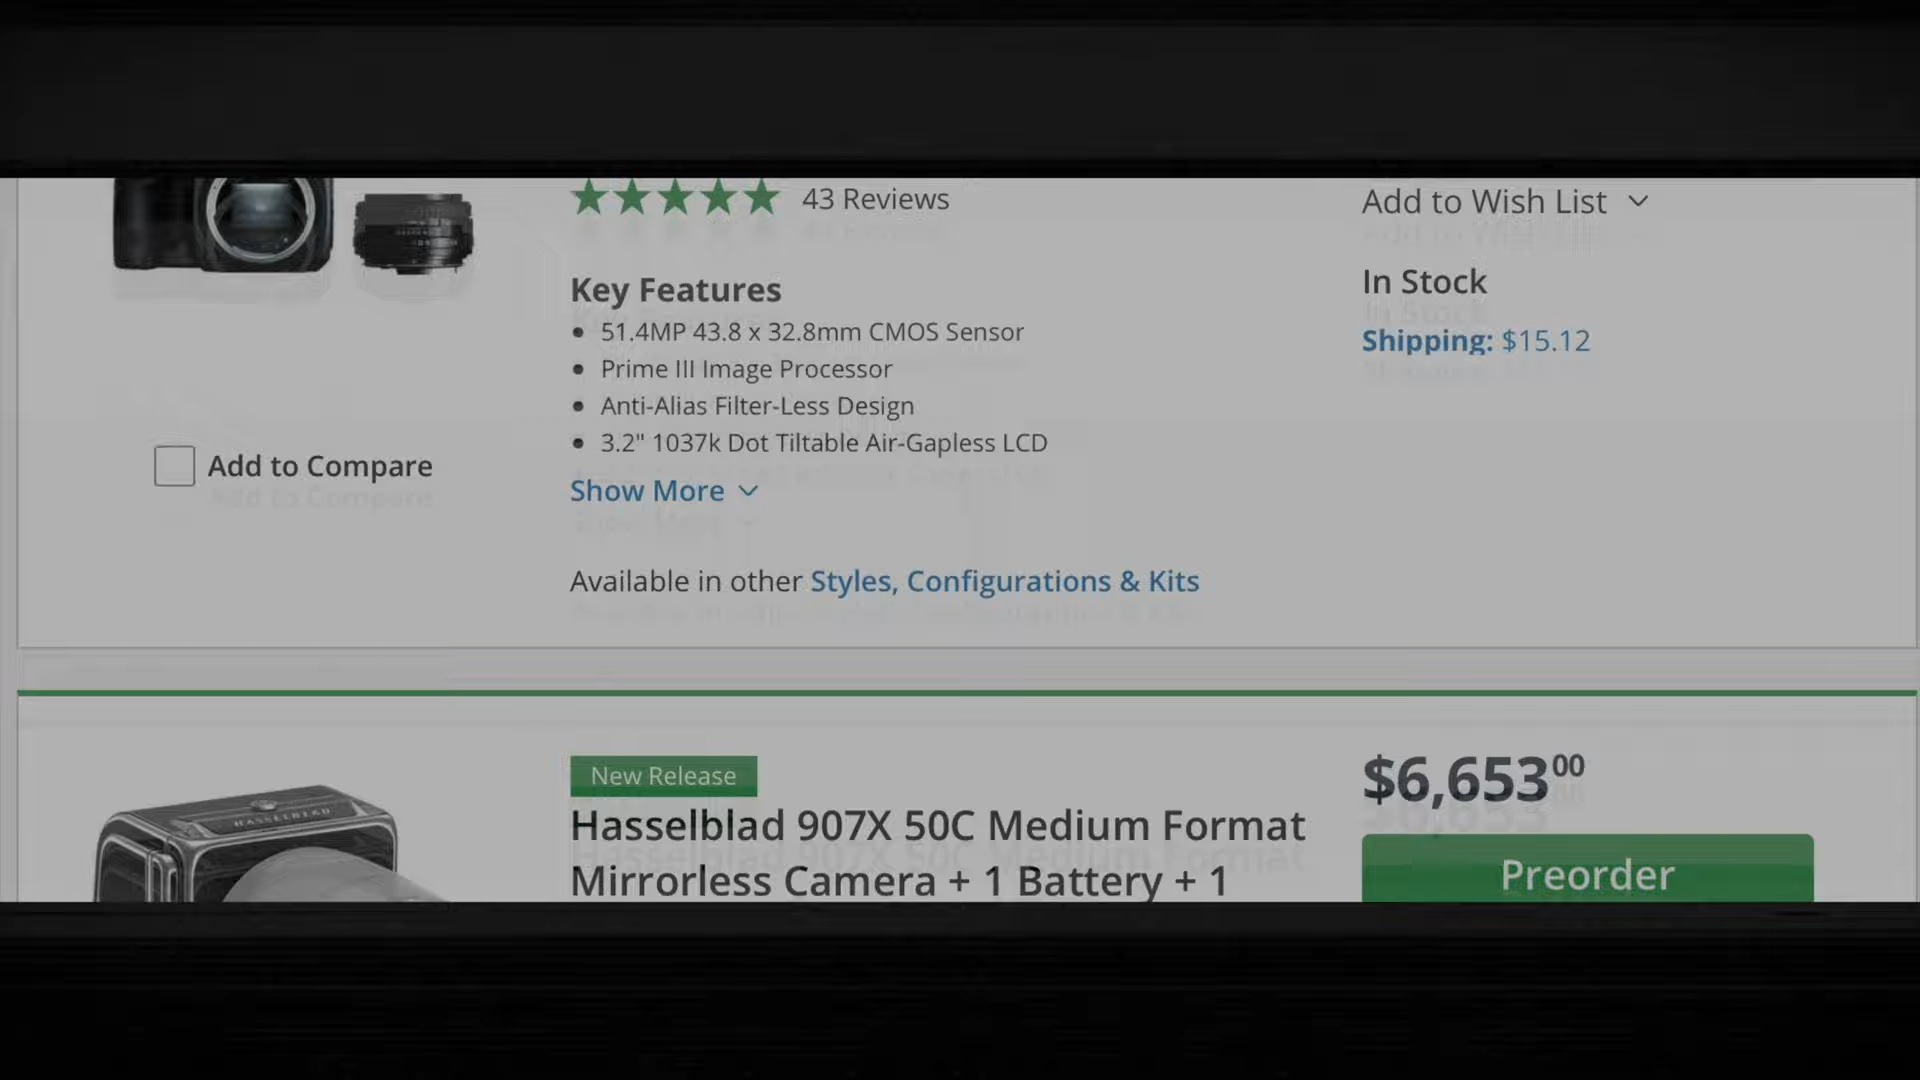 43 Reviews
Add to Wish List
Key Features
51.4MP 43.8 x 32.8mm CMOS Sensor
Prime III Image Processor
Anti-Alias Filter-Less Design
3.2" 1037k Dot Tiltable Air-Gapless LCD
Show More
In Stock
Shipping: $15.12
Add to Compare
Available in other Styles, Configurations & Kits
HASSELBLAD
New Release
Hasselblad 907X 50C Medium Format
Mirrorless Camera + 1 Battery + 1
$6,653.00
Preorder